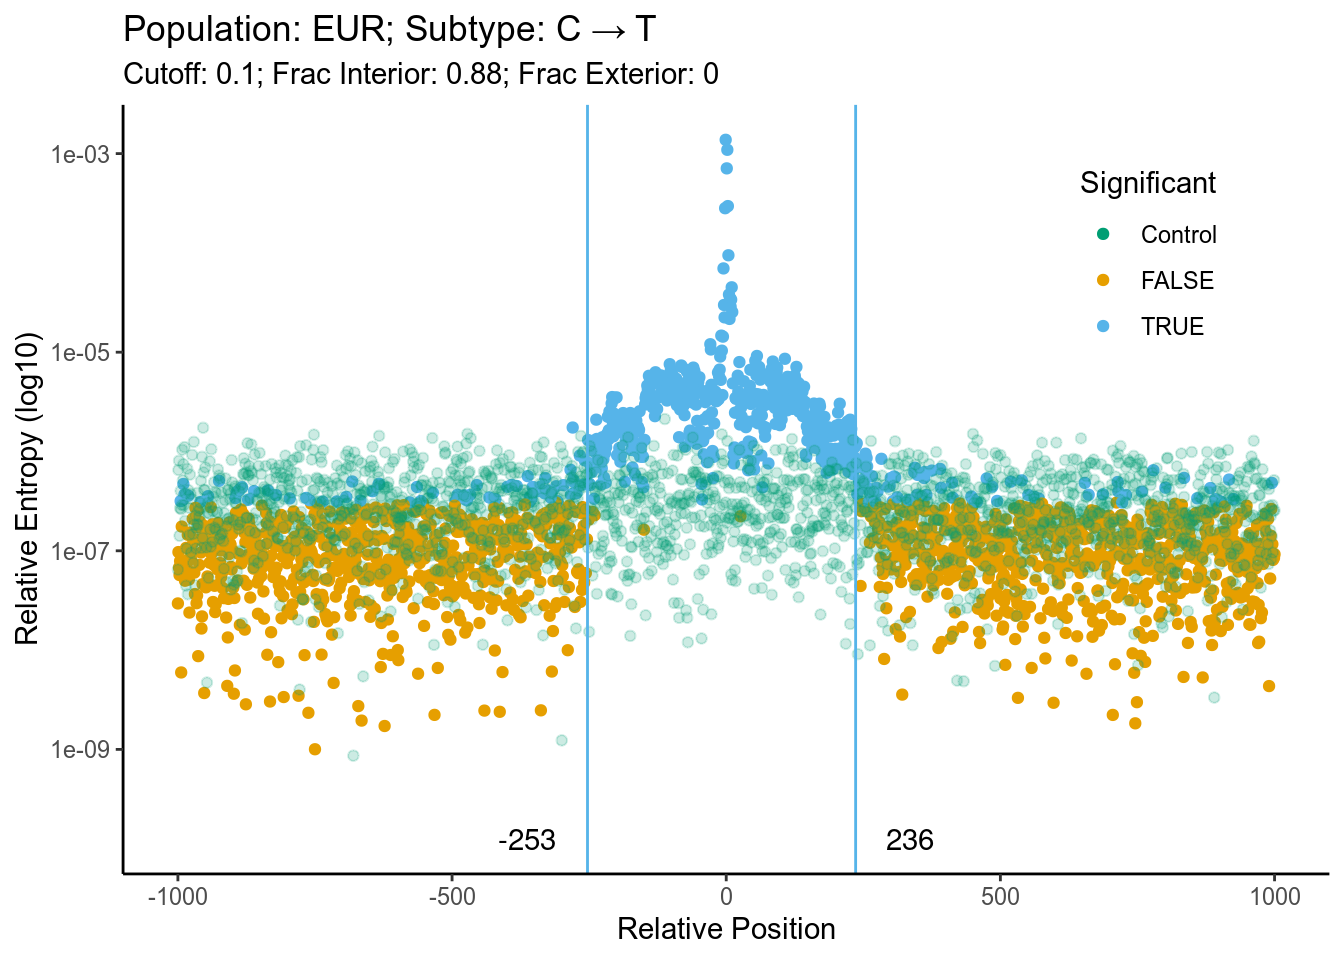 Population: EUR; Subtype: C → T
Cutoff: 0.1; Frac Interior: 0.88; Frac Exterior: 0
Relative Entropy (log10)
1e-03
1e-05
1e-07
1e-09
Significant
Control
FALSE
TRUE
-253
236
-1000
-500
0
500
1000
Relative Position